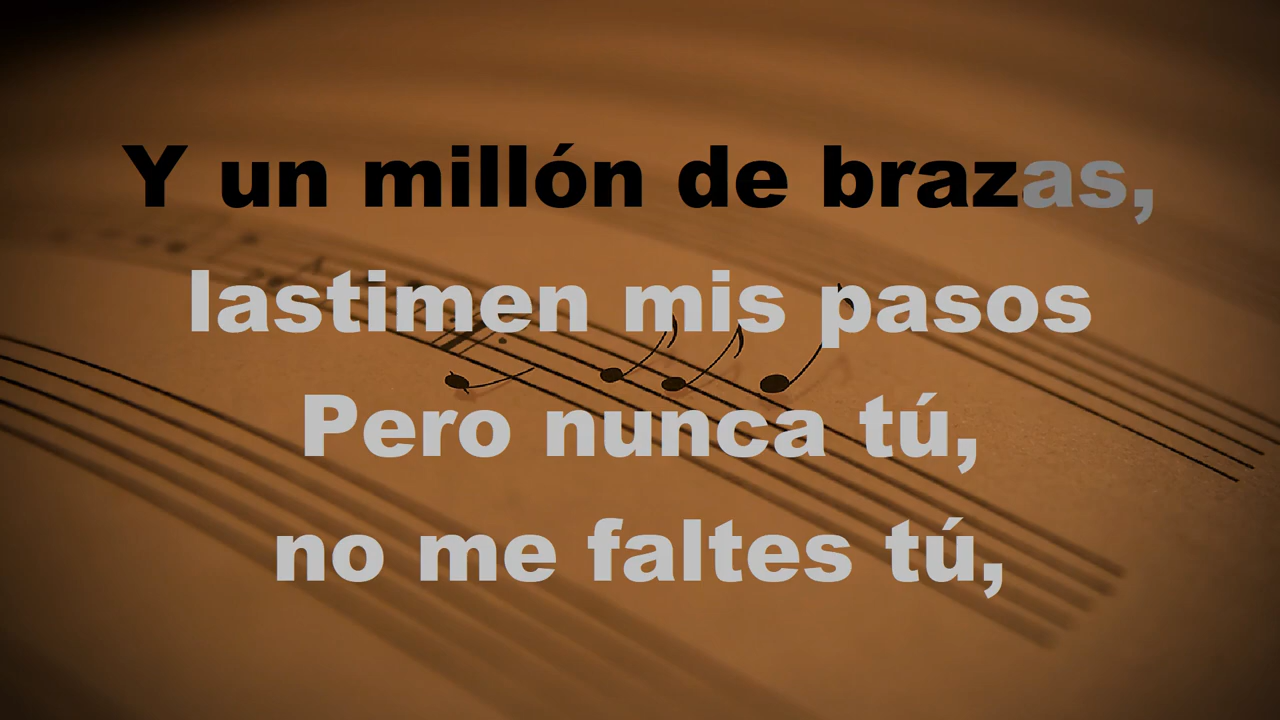 Y un millón de brazas,
lastimen mis pasos
Pero nunca tú,
no me faltes tú,